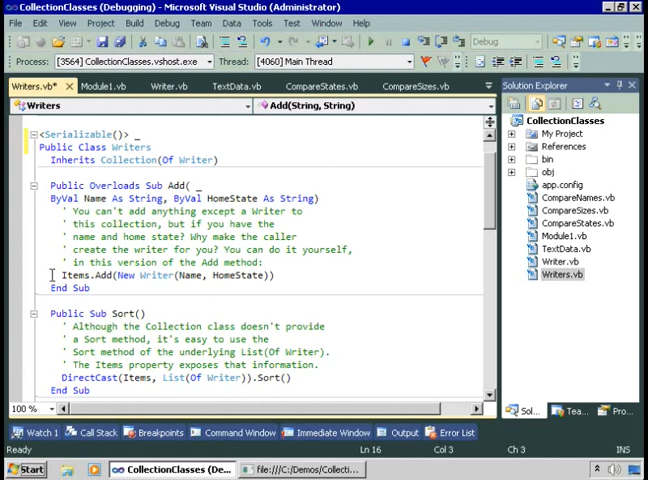 CollectionClasses (Debugging) - Microsoft Visual Studio (Administrator)
File Edit View Project Build Debug Team Data Tools Test Window Help
Debug
Process: [3564] CollectionClasses.vshost.exe Thread: [4060] Main Thread
Writers.vb* Module1.vb Writer.vb TextData.vb CompareStates.vb CompareSizes.vb
Writers Add(String, String)
<Serializable()> _
Public Class Writers
Inherits Collection(Of Writer)
Public Overloads Sub Add( _
ByVal Name As String, ByVal HomeState As String)
' You can't add anything except a Writer to
' this collection, but if you have the
' name and home state? Why make the caller
' create the writer for you? You can do it yourself,
' in this version of the Add method:
Items.Add(New Writer(Name, HomeState))
End Sub
Public Sub Sort()
' Although the Collection class doesn't provide
' a Sort method, it's easy to use the
' Sort method of the underlying List(Of Writer).
' The Items property exposes that information.
DirectCast(Items, List(Of Writer)).Sort()
End Sub
100 %
Solution Explorer
CollectionClasses
My Project
References
bin
obj
app.config
CompareNames.vb
CompareSizes.vb
CompareStates.vb
Module1.vb
TextData.vb
Writer.vb
Writers.vb
Sol... Tea... Pro...
Watch 1 Call Stack Breakpoints Command Window Immediate Window Output Error List
Ready Ln 16 Col 3 Ch 3 INS
Start CollectionClasses (De... file:///C:/Demos/Collecti...